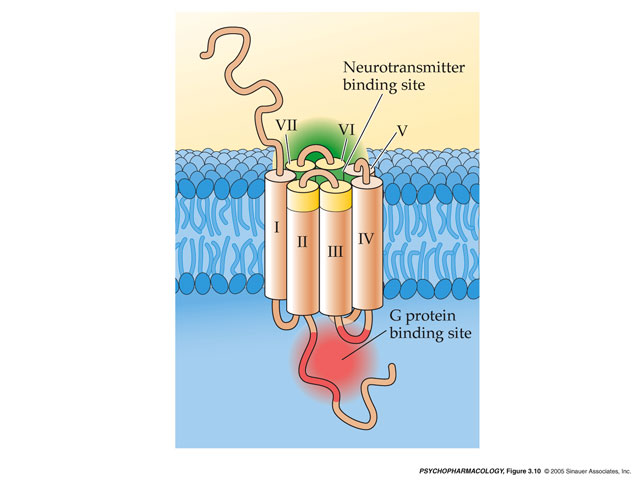 Neurotransmitter
binding site
VII
VI
V
I
II
III
IV
G protein
binding site
PSYCHOPHARMACOLOGY, Figure 3.10 © 2005 Sinauer Associates, Inc.